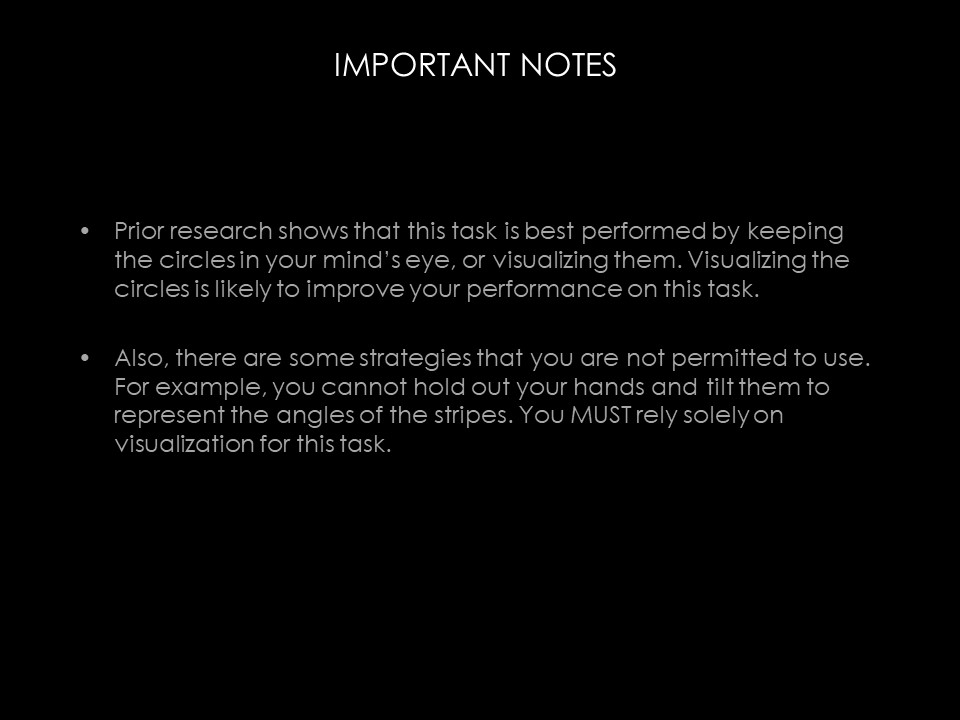 IMPORTANT NOTES
• Prior research shows that this task is best performed by keeping
the circles in your mind’s eye, or visualizing them. Visualizing the
circles is likely to improve your performance on this task.
• Also, there are some strategies that you are not permitted to use.
For example, you cannot hold out your hands and tilt them to
represent the angles of the stripes. You MUST rely solely on
visualization for this task.